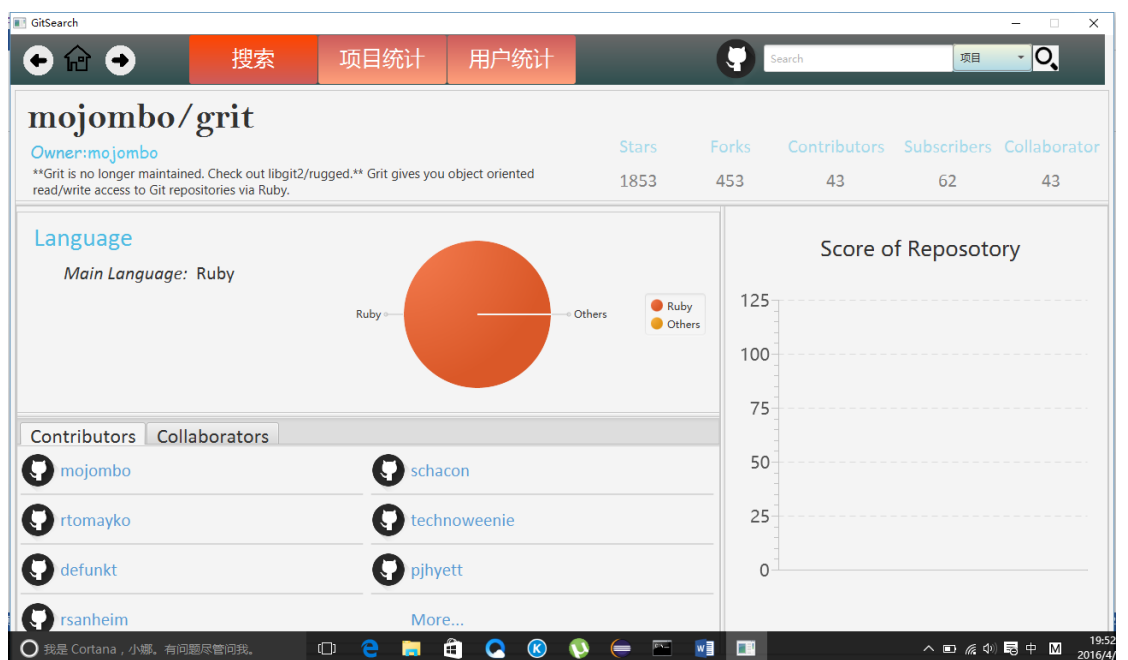 GitSearch
搜索
项目统计
用户统计
Search
项目
mojombo/grit
Owner:mojombo
**Grit is no longer maintained. Check out libgit2/rugged.** Grit gives you object oriented
read/write access to Git repositories via Ruby.
Stars Forks Contributors Subscribers Collaborator
1853 453 43 62 43
Language
Main Language: Ruby
Ruby
Others
Ruby
Others
Score of Reposotory
125
100
75
50
25
0
Contributors Collaborators
mojombo schacon
rtomayko technoweenie
defunkt pjhyett
rsanheim More...
我是 Cortana，小娜。有问题尽管问我。
中
19:52
2016/4/